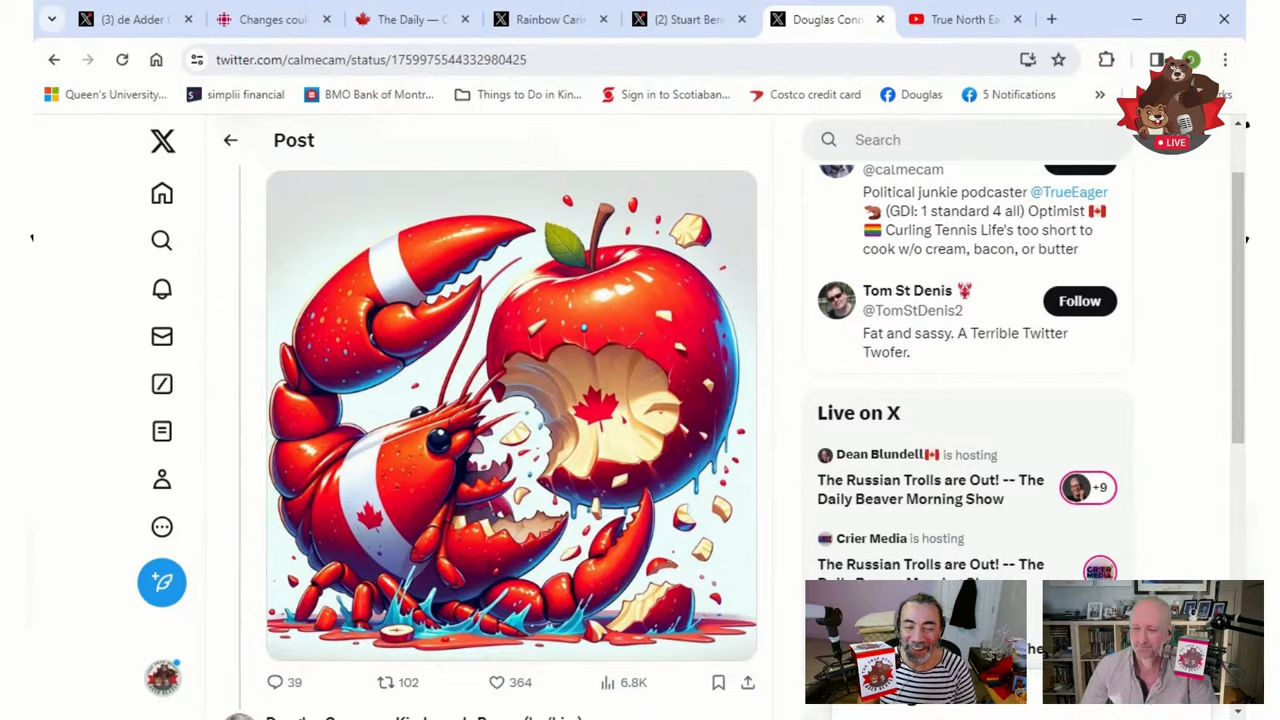 (3) de Adder C
Changes coul
The Daily — C
Rainbow Carin
(2) Stuart Ben
Douglas Conn
True North Ea
twitter.com/calmecam/status/1759975544332980425
Queen's University...
simplii financial
BMO Bank of Montr...
Things to Do in Kin...
Sign in to Scotiaban...
Costco credit card
Douglas
5 Notifications
LIVE
Post
Search
@calmecam
Political junkie podcaster @TrueEager
(GDI: 1 standard 4 all) Optimist
Curling Tennis Life's too short to
cook w/o cream, bacon, or butter
Tom St Denis
@TomStDenis2
Follow
Fat and sassy. A Terrible Twitter
Twofer.
Live on X
Dean Blundell is hosting
The Russian Trolls are Out! -- The
Daily Beaver Morning Show
+9
Crier Media is hosting
The Russian Trolls are Out! -- The
39
102
364
6.8K